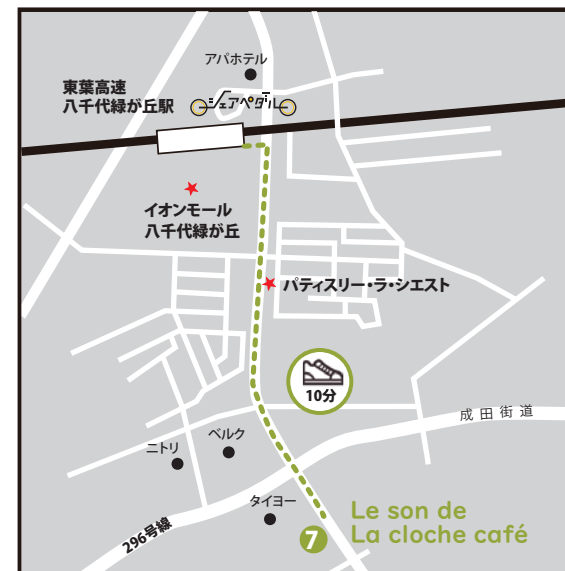 アパホテル
東葉高速
八千代緑が丘駅
シェアペダル
イオンモール
八千代緑が丘
パティスリー・ラ・シエスト
10分
成田街道
ベルク
ニトリ
タイヨー
296号線
7
Le son de
La cloche café